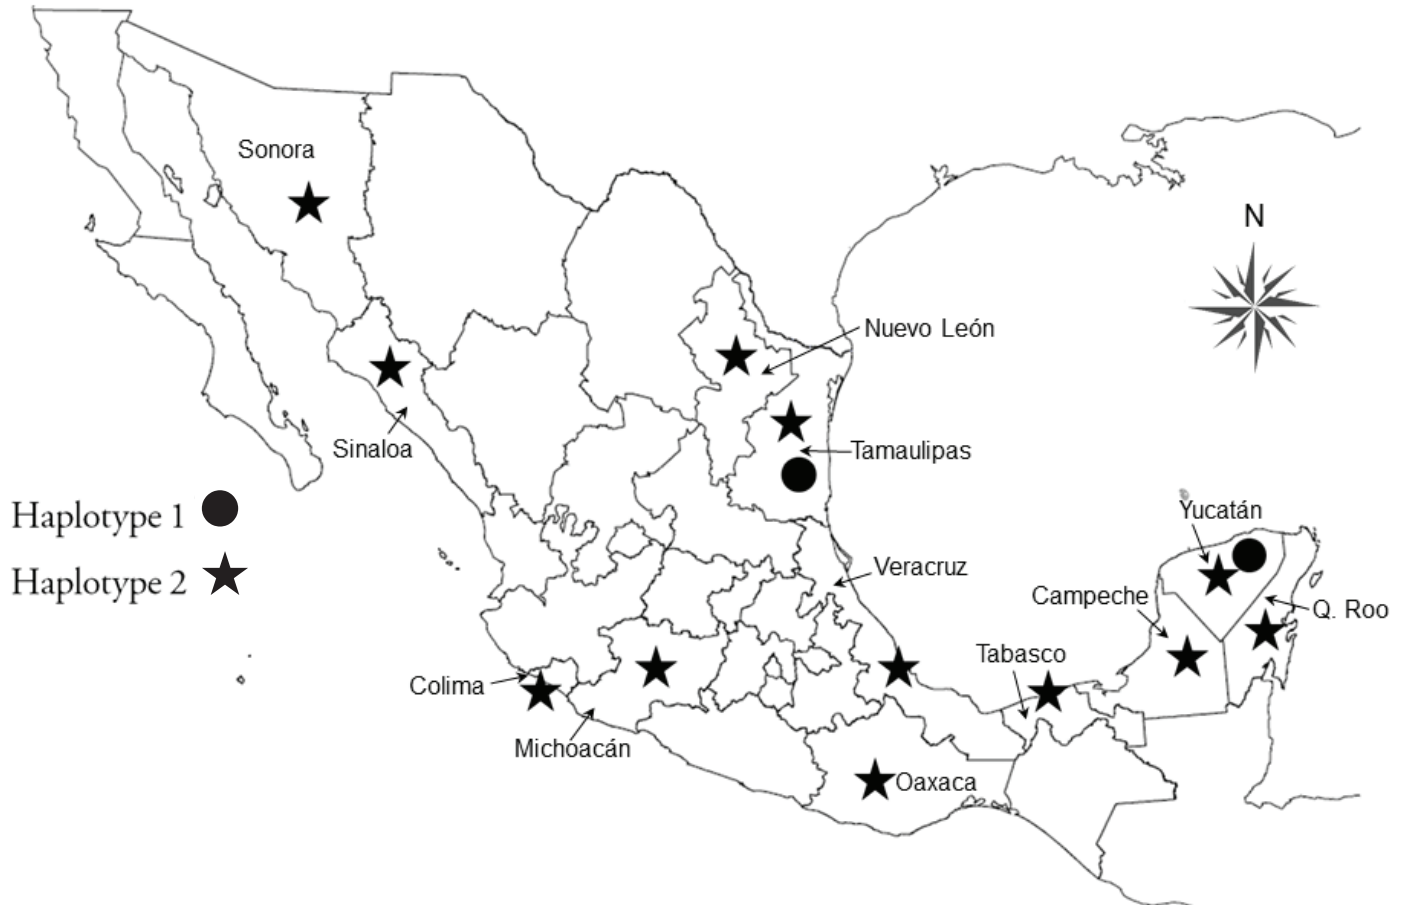 Sonora
N
Nuevo León
Sinaloa
Tamaulipas
Haplotype 1
Yucatán
Haplotype 2
Veracruz
Campeche
Q. Roo
Tabasco
Colima
Michoacán
Oaxaca